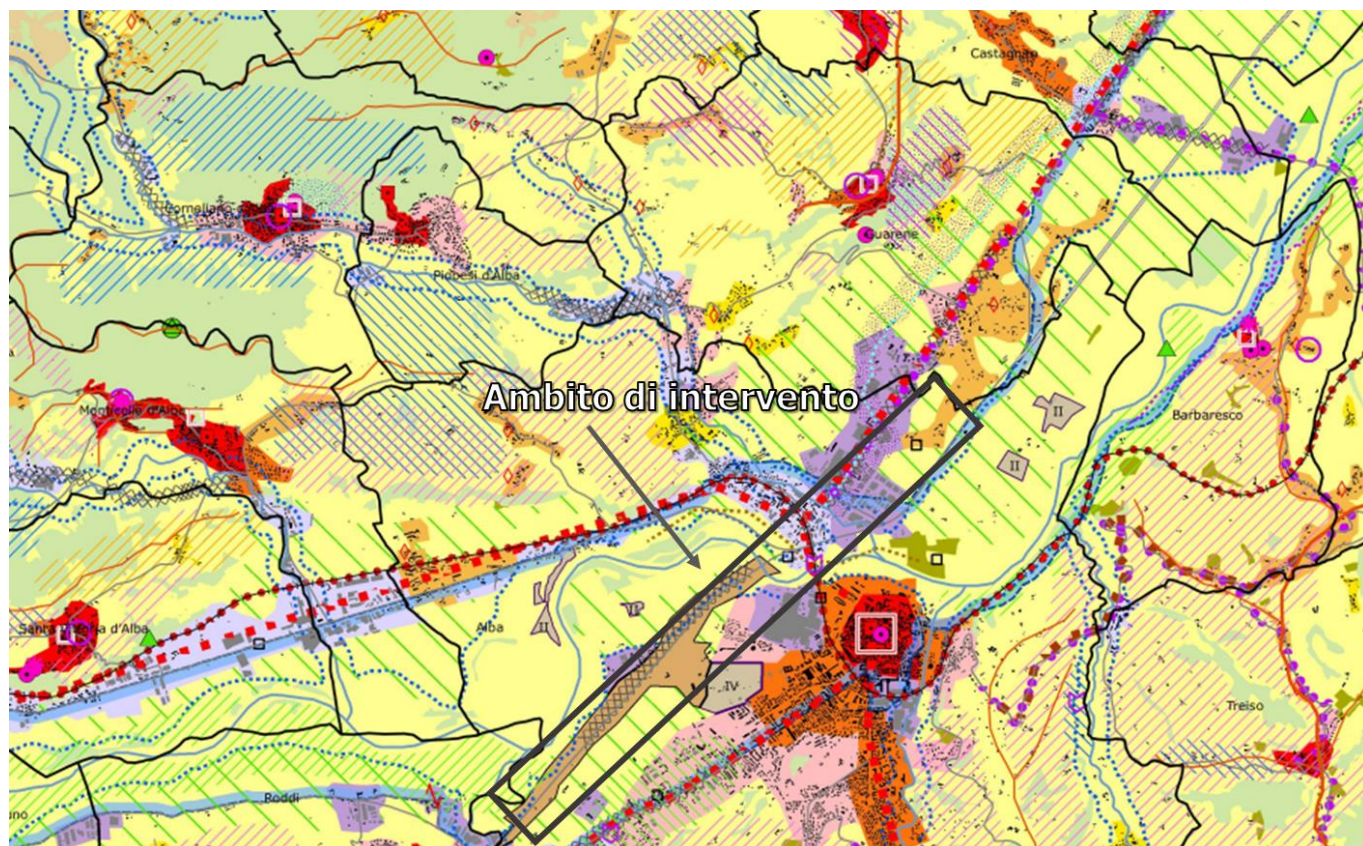 Castagnito
Guarene
Piobesi d'Alba
Ambito di intervento
Monticello d'Alba
Barbaresco
II
II
Santa Vittoria d'Alba
Alba
II
IV
Treiso
Roddi